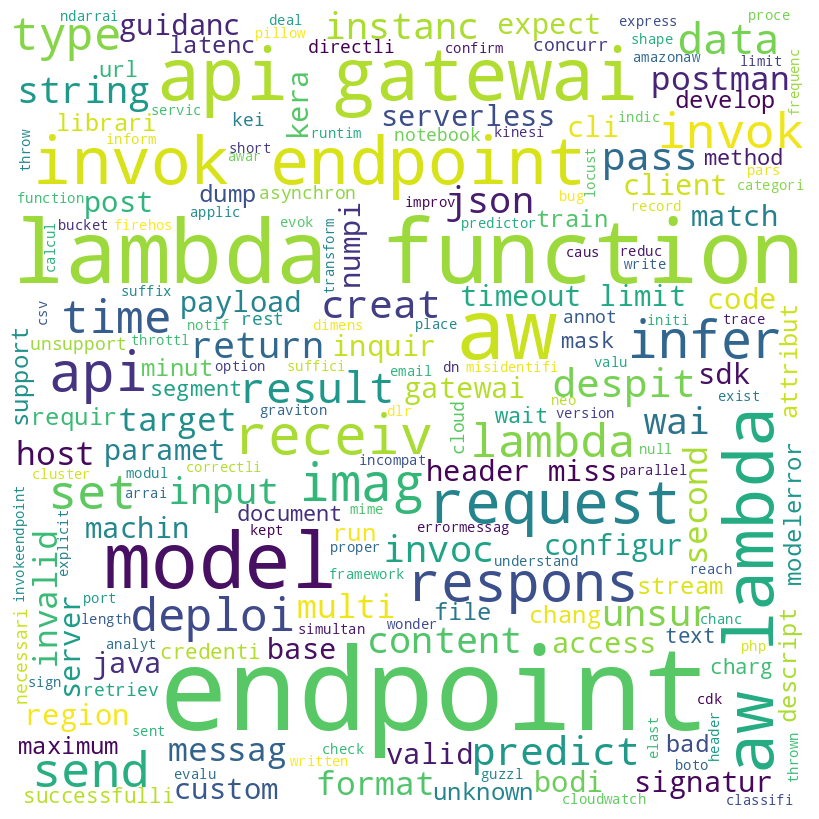 ndarrai guidanc instanc expect express proce
type latenc pillow deal directli confirm concurr shape amazonaw data limit
url api gatewai indic frequenc
string servic kera serverless postman
librari kei runtim notebook kinesi cli develop
throw inform short awar invok endpoint locust invok
function post dump asynchron improv json bug pass method pars categori
bucket applic evok predictor train client record match
calcul firehos lambda function
numpi transform caus reduc write
suffix payload creat timeout limit code
csv time notif rest dimens place aw annot initi trace
support unsupport throttl return inquir mask infer attribut
api minut option suffici email dn misidentifi valu exist
segment result gatewai despit sdk
requir target graviton dlr receiv cloud wait neo version wai null
host paramet lambda
cluster modul correctli incompat header miss parallel second lambda
set arrai input imag mime request modelerror
invokeendpoint explicit machin document kept errormessag
invalid run proper invoc understand configur reach
model framework respons stream
necessari server port length deploi multi wonder file chang unsur chanc
analyt simultan content access text descript
java credenti base php
sign retriev endpoint charg
region sent cdk
maximum messag check valid predict elast header bad aw
send evalu written format guzzl bodi boto signatur thrown
successfulli custom unknown cloudwatch classifi